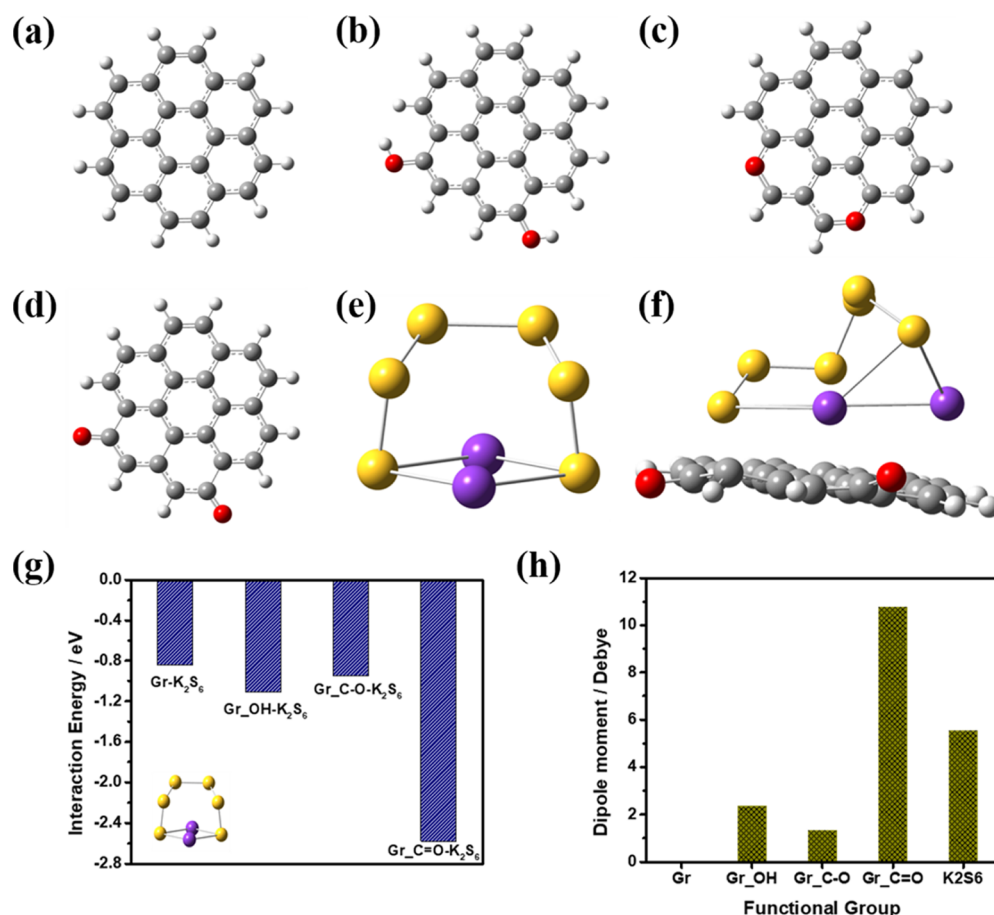 (a)
(b)
(c)
(d)
(e)
(f)
(g)
0.0
-0.4
-0.8
-1.2
-1.6
-2.0
-2.4
-2.8
Interaction Energy / eV
Gr-K₂S₆
Gr_OH-K₂S₆
Gr_C-O-K₂S₆
Gr_C=O-K₂S₆
(h)
12
10
8
6
4
2
0
Dipole moment / Debye
Gr
Gr_OH
Gr_C-O
Gr_C=O
K2S6
Functional Group